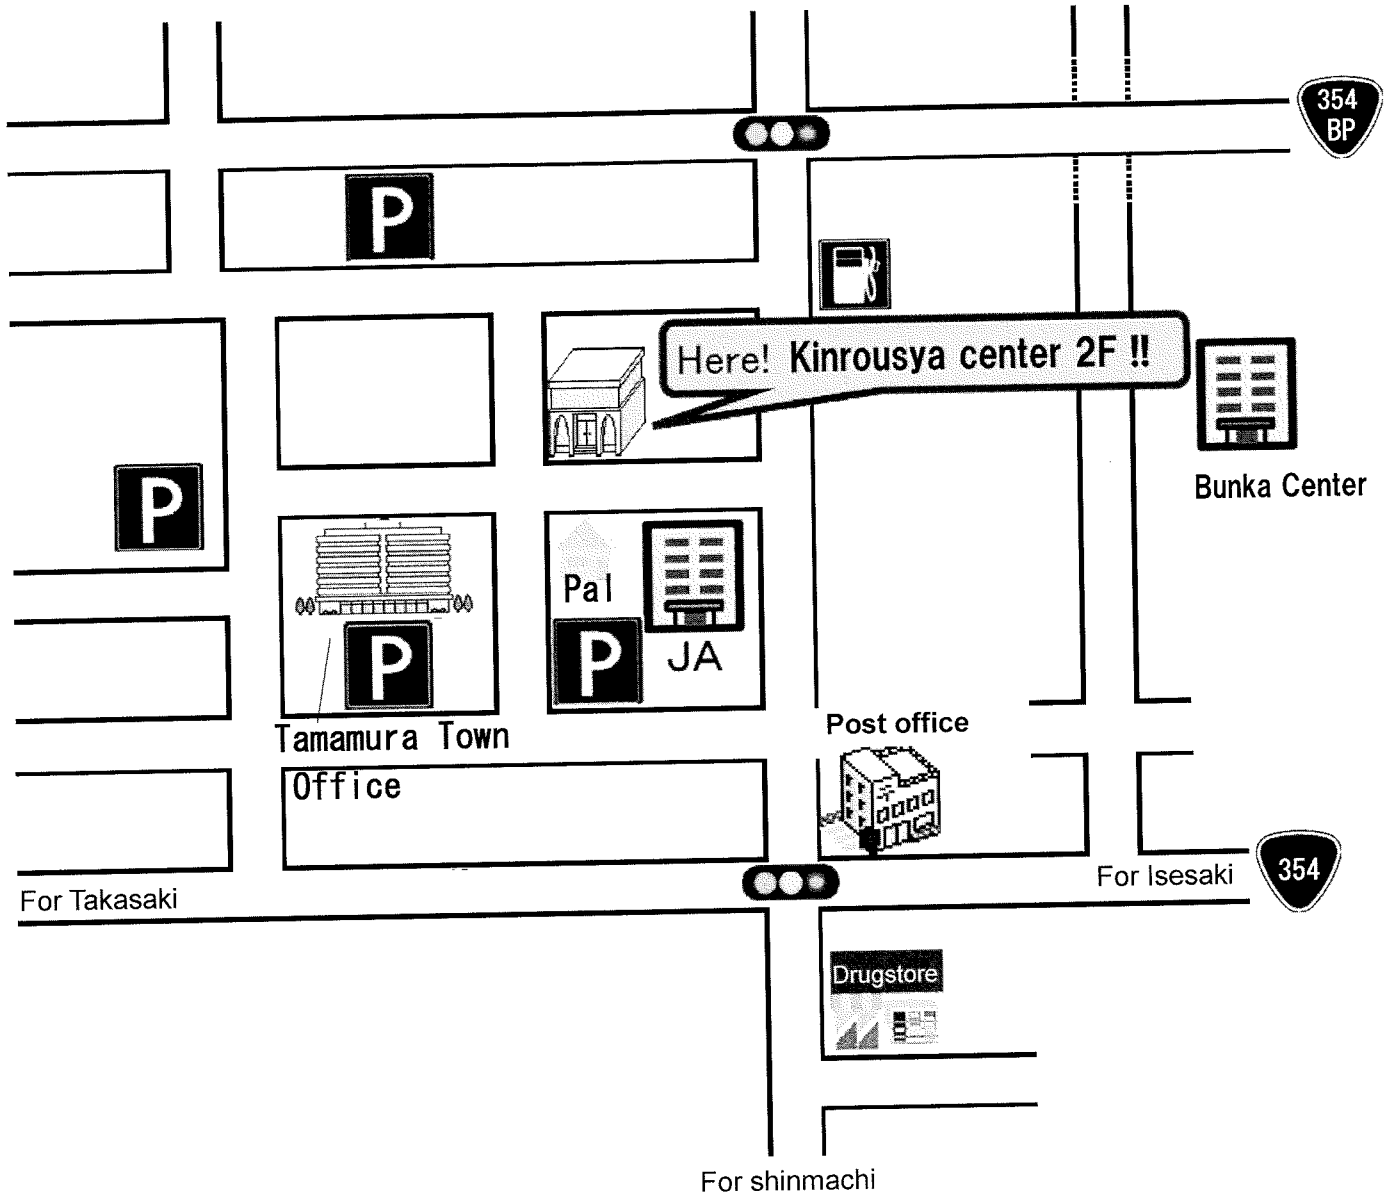 354
BP
P
Here! Kinrousya center 2F !!
P
Bunka Center
Pal
P
P
JA
Post office
Tamamura Town
Office
For Takasaki
For Isesaki
354
Drugstore
For shinmachi